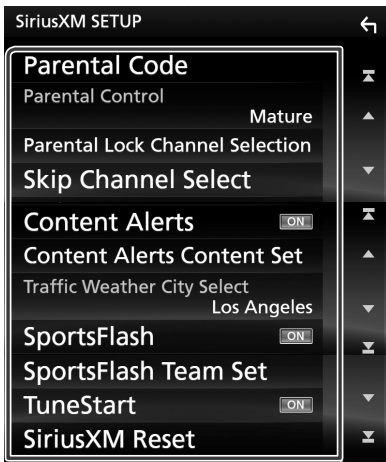 SiriusXM SETUP
Parental Code
Parental Control
Mature
Parental Lock Channel Selection
Skip Channel Select
Content Alerts ON
Content Alerts Content Set
Traffic Weather City Select
Los Angeles
SportsFlash ON
SportsFlash Team Set
TuneStart ON
SiriusXM Reset